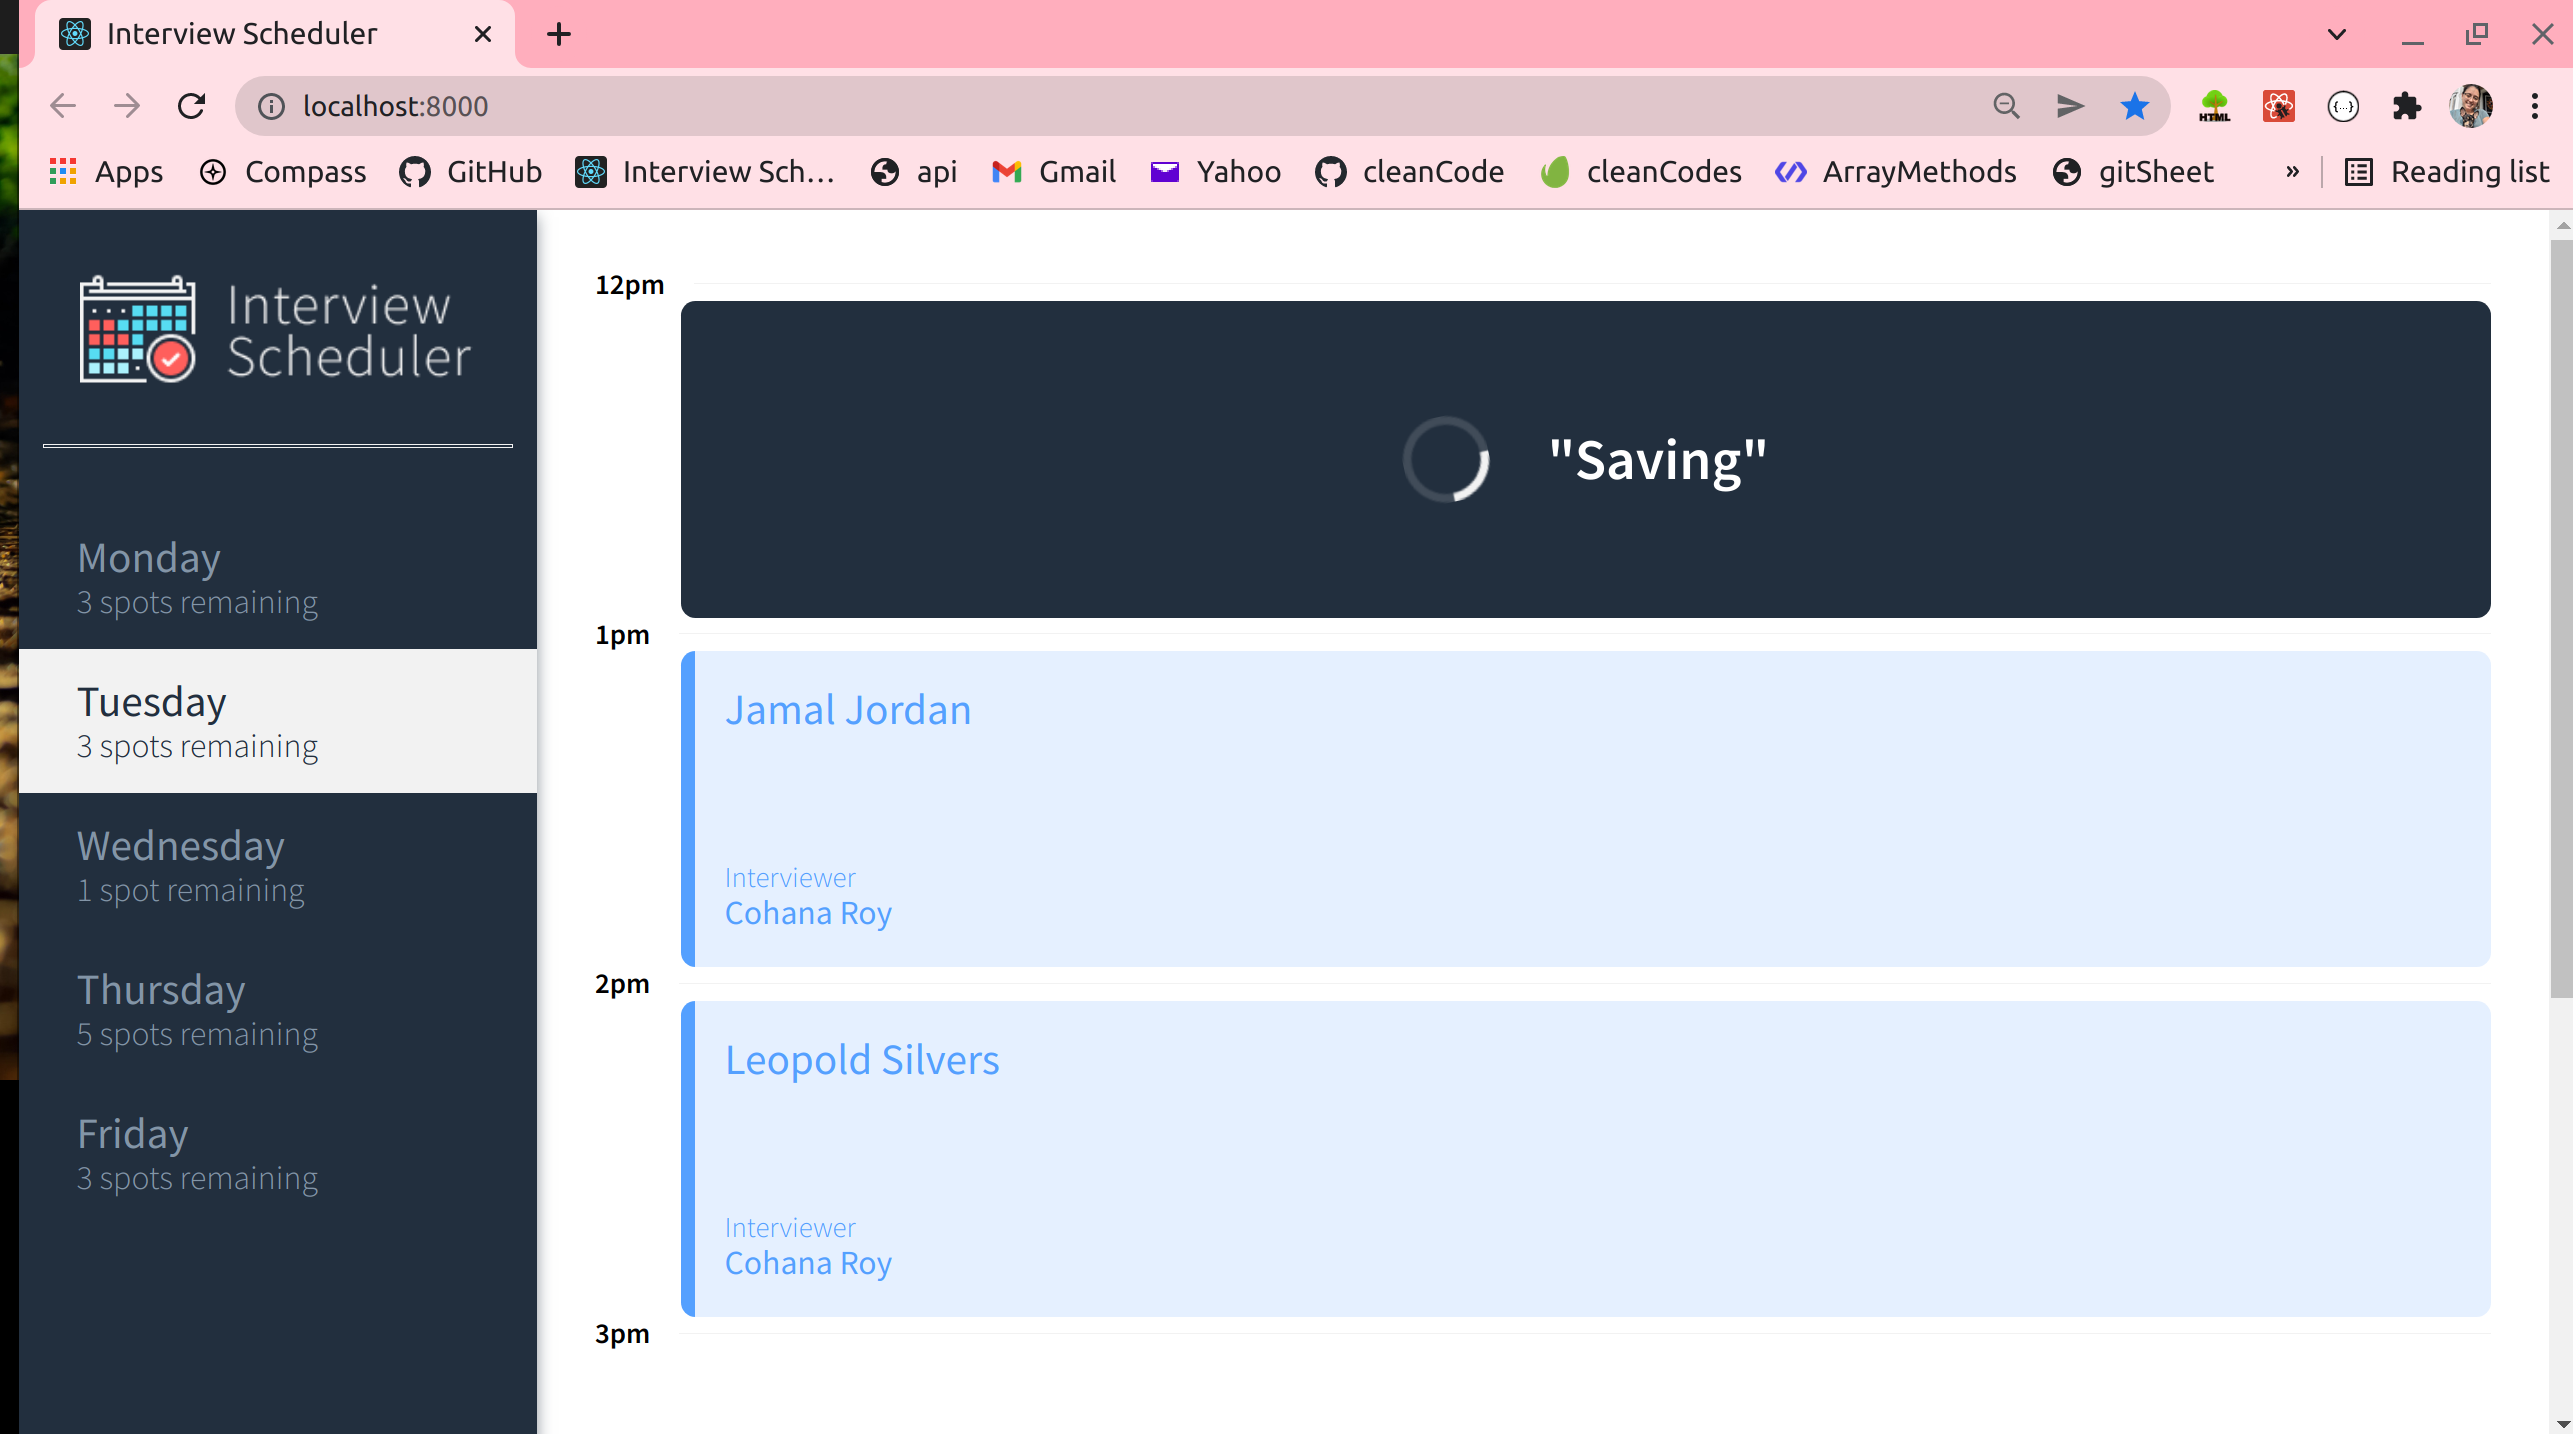 Interview Scheduler
localhost:8000
HTML
{...}
Apps Compass GitHub Interview Sch... api Gmail Yahoo cleanCode cleanCodes ArrayMethods gitSheet » Reading list
Interview
Scheduler
Monday
3 spots remaining
Tuesday
3 spots remaining
Wednesday
1 spot remaining
Thursday
5 spots remaining
Friday
3 spots remaining
12pm
"Saving"
1pm
Jamal Jordan
Interviewer
Cohana Roy
2pm
Leopold Silvers
Interviewer
Cohana Roy
3pm